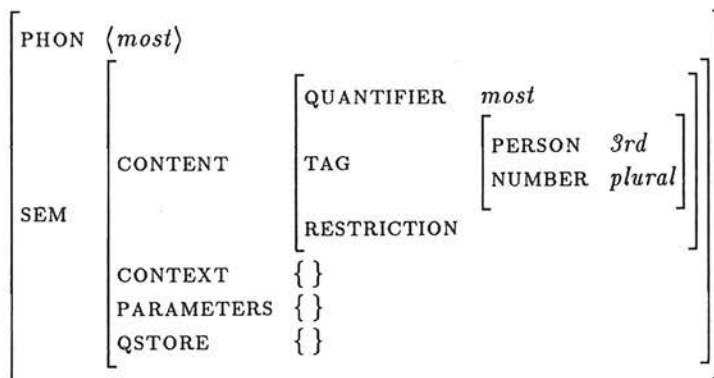 PHON ⟨most⟩
QUANTIFIER most
PERSON 3rd
CONTENT TAG
NUMBER plural
SEM
RESTRICTION
CONTEXT { }
PARAMETERS { }
QSTORE { }